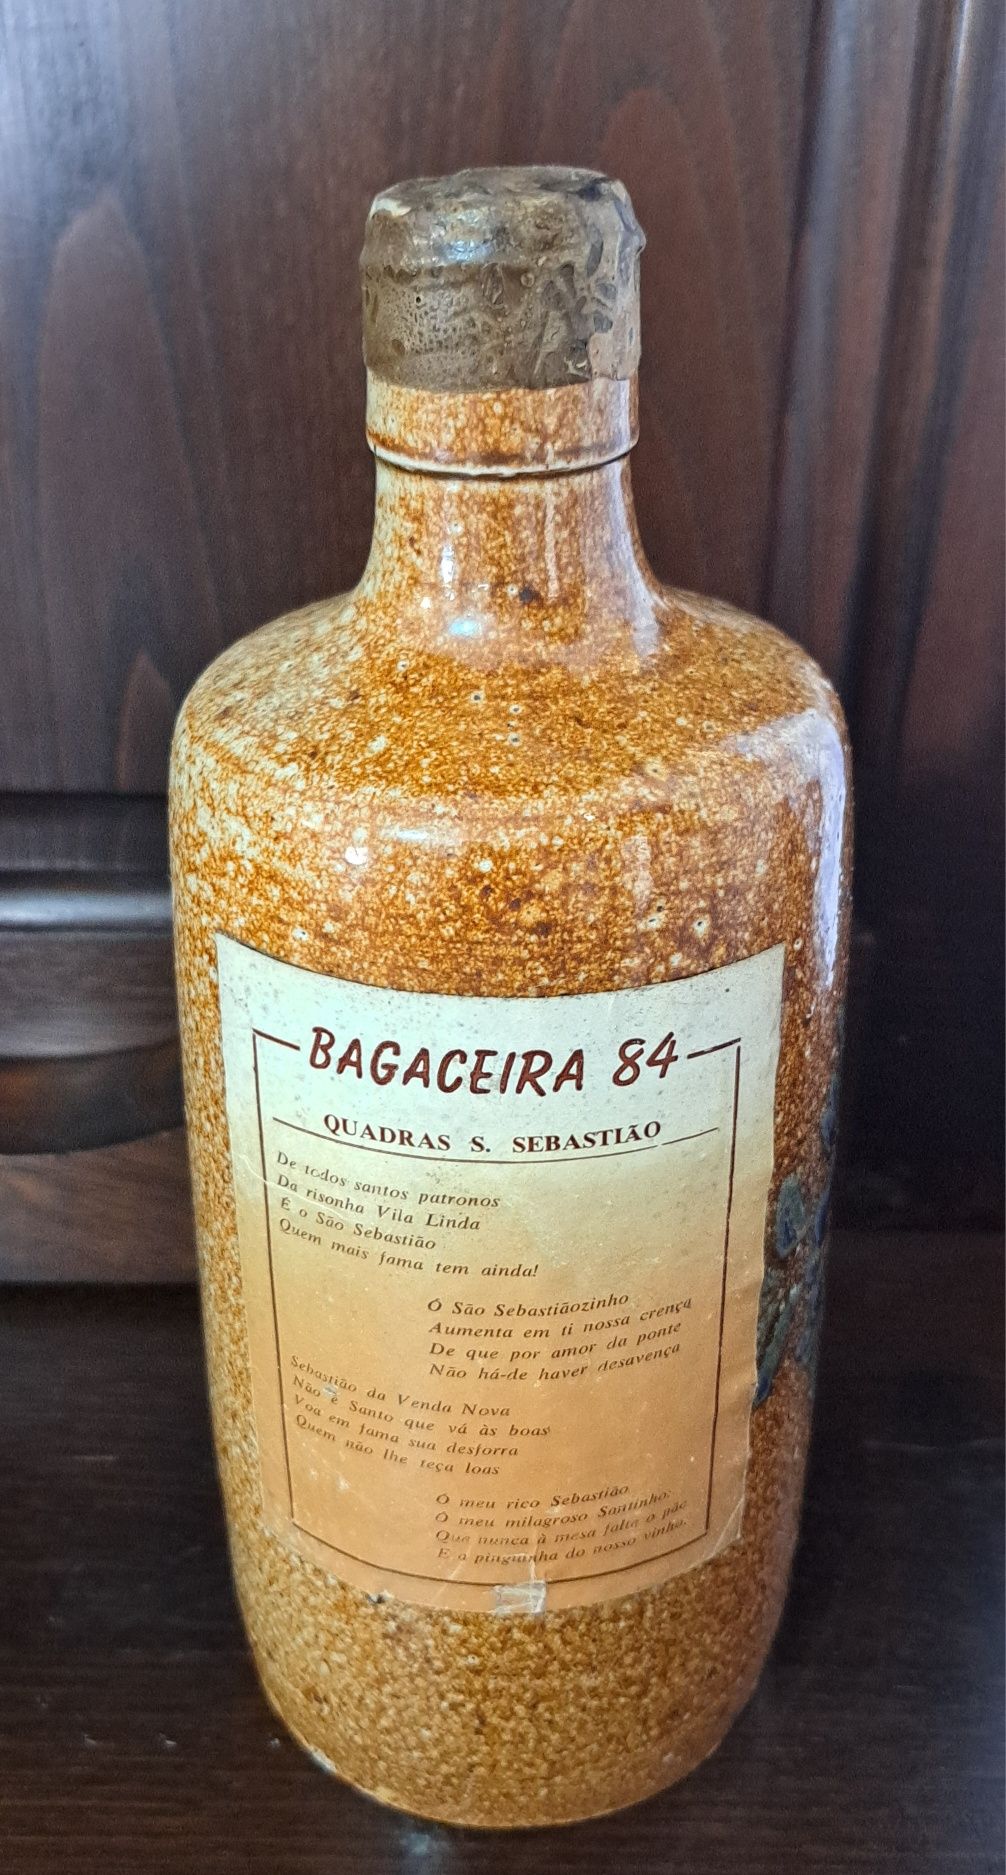 BAGACEIRA 84
QUADRAS S. SEBASTIÃO
De todos santos patronos
Da risonha Vila Linda
É o São Sebastião
Quem mais fama tem ainda!
Ó São Sebastiãozinho
Aumenta em ti nossa crença
De que por amor da ponte
Não há-de haver desavença
Sebastião da Venda Nova
Não é Santo que vá às boas
Voa em fama sua desforra
Quem não lhe teça loas
Ó meu rico Sebastião
Ó meu milagroso Santinho:
Que nunca à mesa falte o pão
E a pinguinha do nosso vinho.